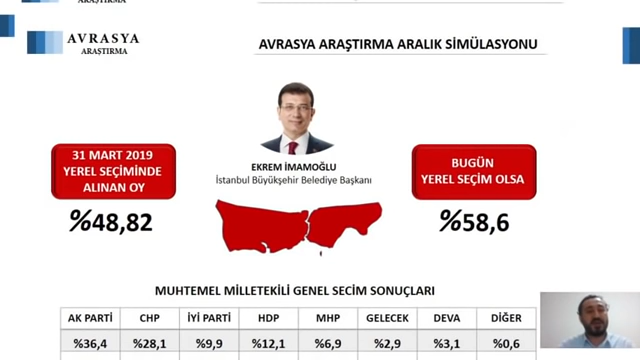 ARAŞTIRMA
AVRASYA
ARAŞTIRMA
AVRASYA ARAŞTIRMA ARALIK SİMÜLASYONU
31 MART 2019
YEREL SEÇİMİNDE
ALINAN OY
%48,82
EKREM İMAMOĞLU
İstanbul Büyükşehir Belediye Başkanı
BUGÜN
YEREL SEÇİM OLSA
%58,6
MUHTEMEL MİLLETEKİLİ GENEL SECİM SONUÇLARI
AK PARTİ CHP İYİ PARTİ HDP MHP GELECEK DEVA DİĞER
%36,4 %28,1 %9,9 %12,1 %6,9 %2,9 %3,1 %0,6